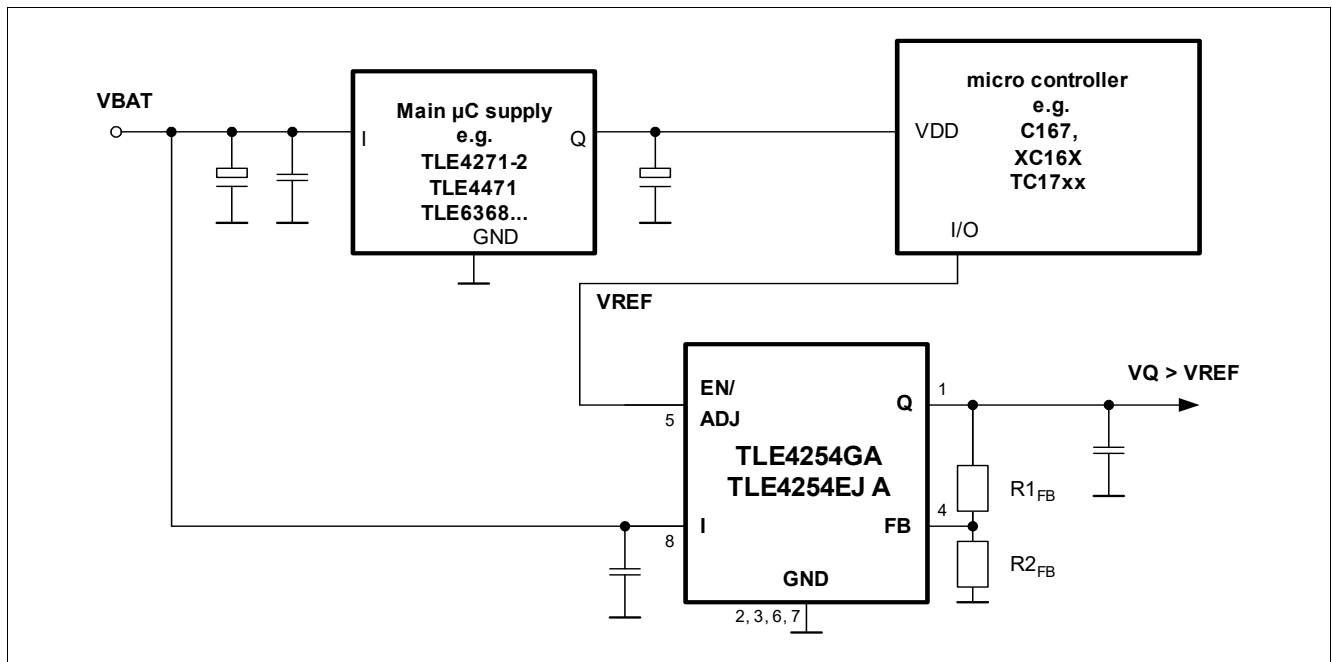 VBAT
I
Main µC supply
e.g.
TLE4271-2
TLE4471
TLE6368...
GND
Q
micro controller
e.g.
C167,
XC16X
TC17xx
VDD
I/O
VREF
EN/
ADJ
5
TLE4254GA
TLE4254EJ A
I
8
GND
2, 3, 6, 7
Q
1
FB
4
VQ > VREF
R1FB
R2FB